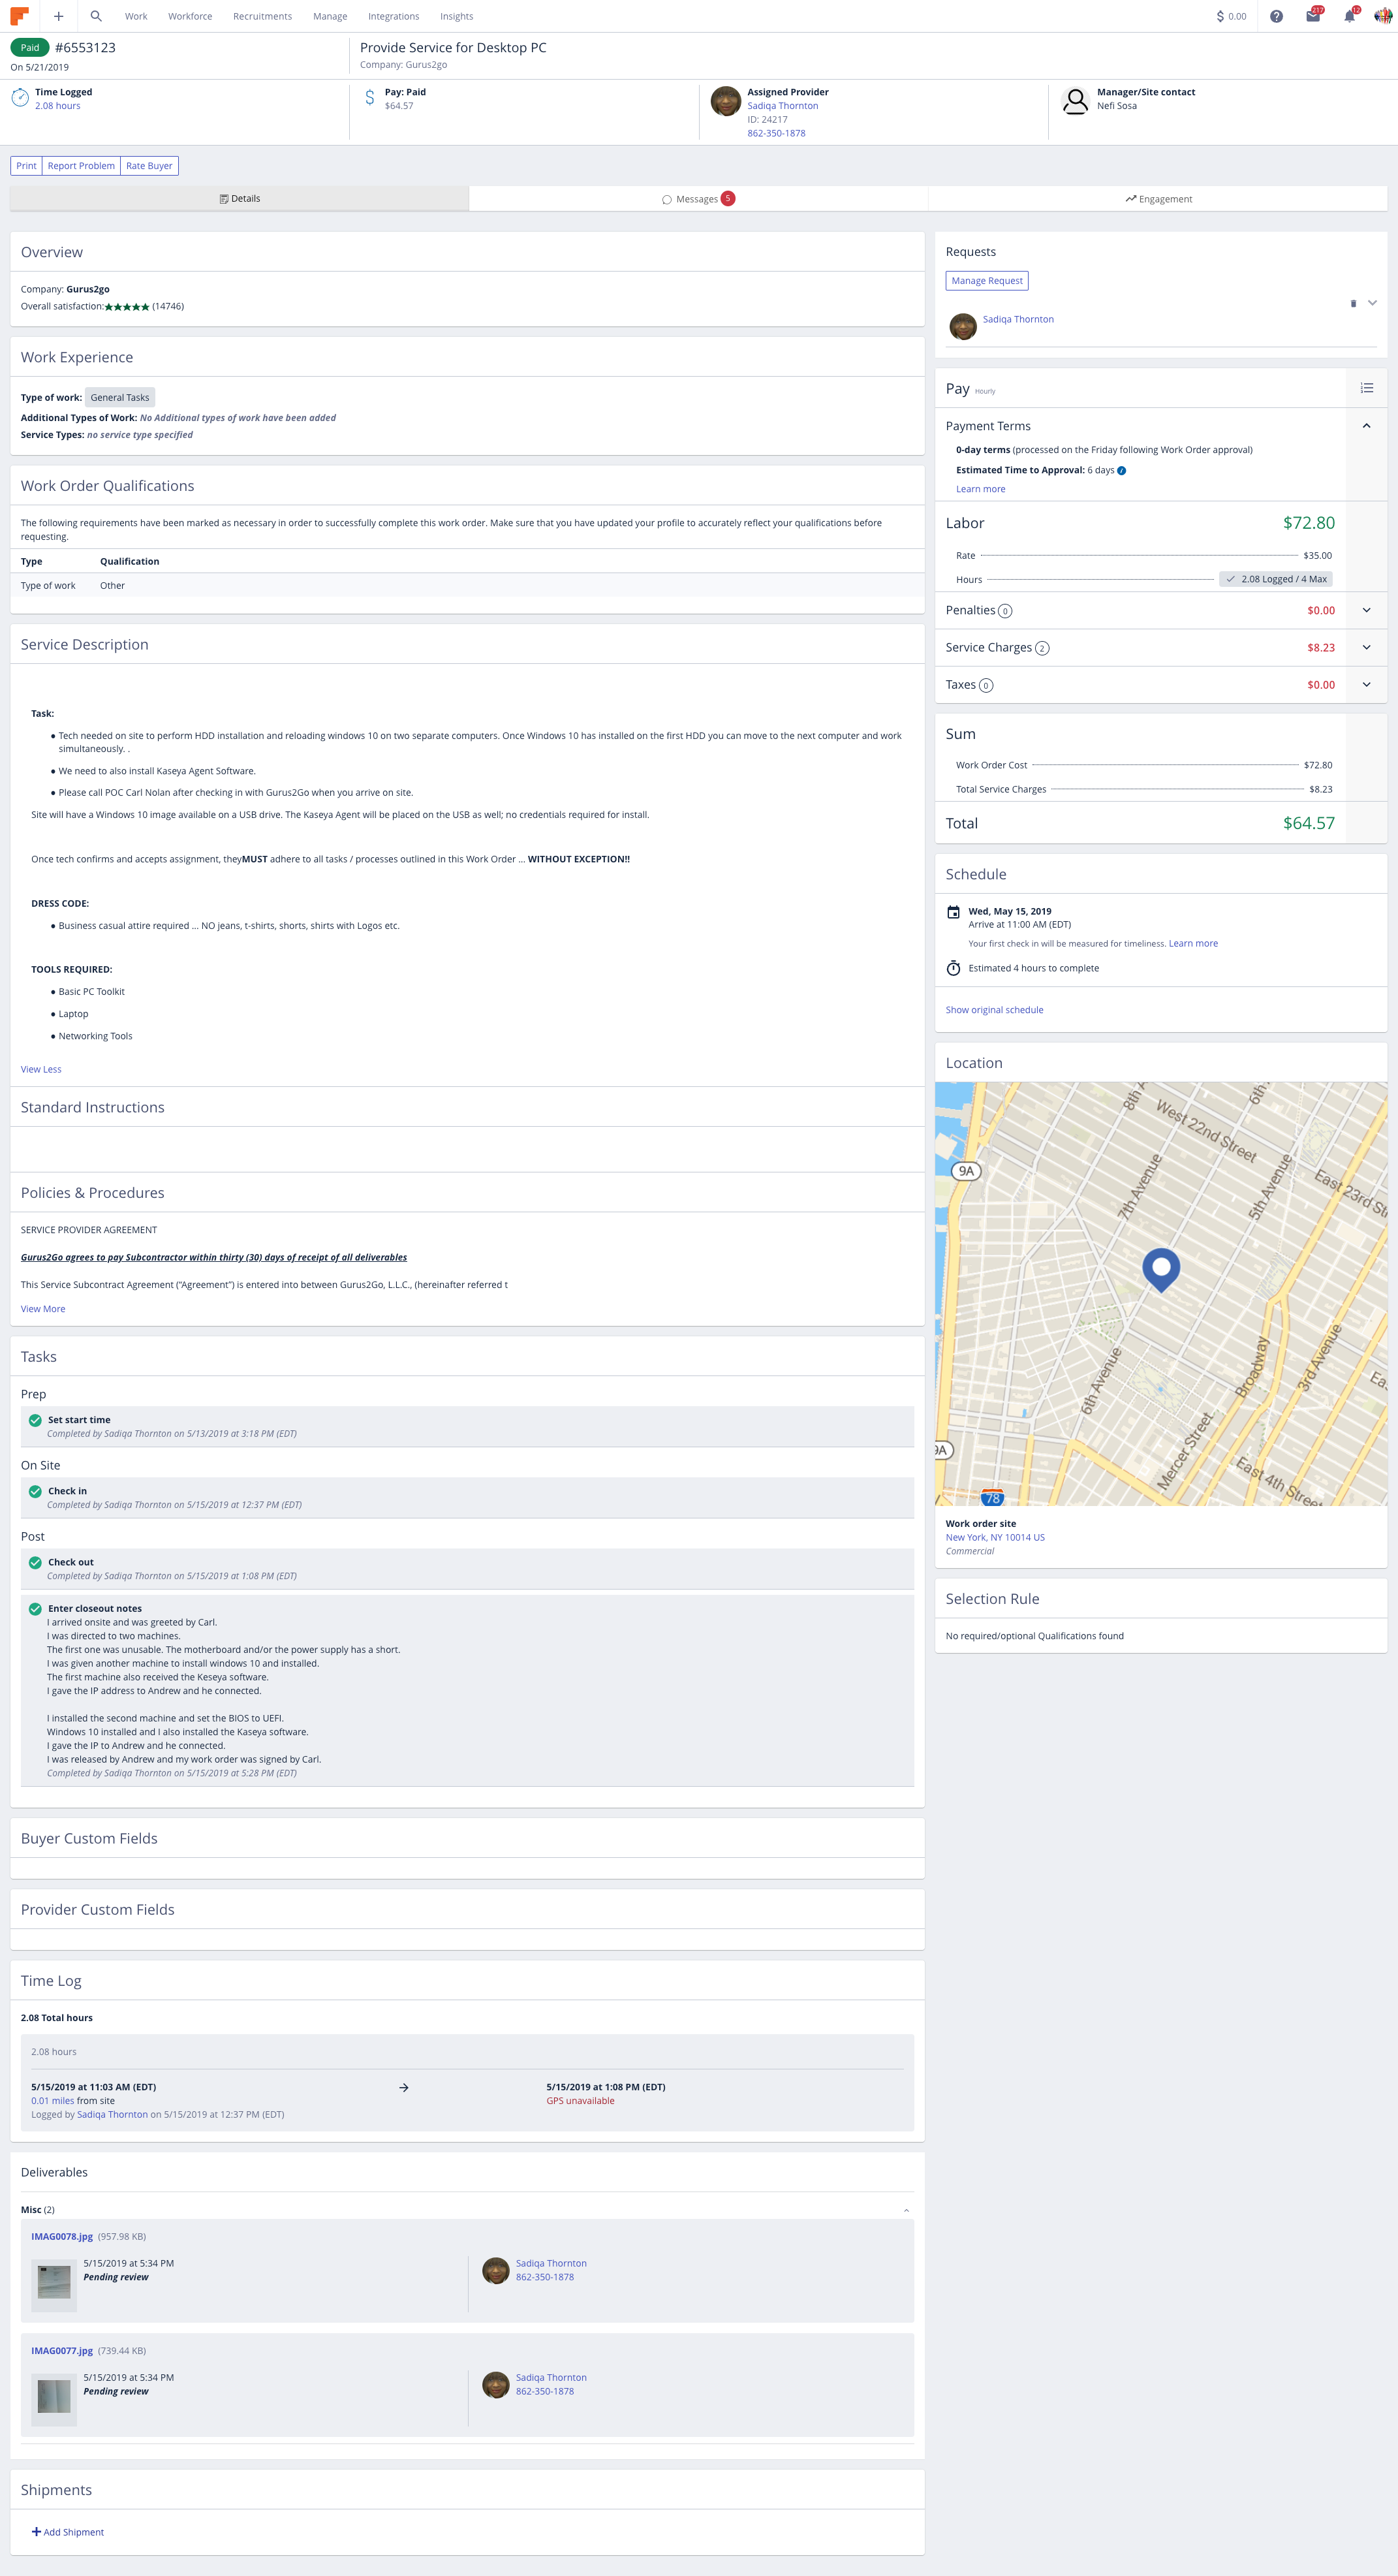 Work Workforce Recruitments Manage Integrations Insights
$ 0.00
217
12
Paid #6553123
On 5/21/2019
Provide Service for Desktop PC
Company: Gurus2go
Time Logged
2.08 hours
Pay: Paid
$64.57
Assigned Provider
Sadiqa Thornton
ID: 24217
862-350-1878
Manager/Site contact
Nefi Sosa
Print Report Problem Rate Buyer
Details
Messages 5
Engagement
Overview
Company: Gurus2go
Overall satisfaction:★★★★★ (14746)
Work Experience
Type of work: General Tasks
Additional Types of Work: No Additional types of work have been added
Service Types: no service type specified
Work Order Qualifications
The following requirements have been marked as necessary in order to successfully complete this work order. Make sure that you have updated your profile to accurately reflect your qualifications before
requesting.
Type Qualification
Type of work Other
Service Description
Task:
• Tech needed on site to perform HDD installation and reloading windows 10 on two separate computers. Once Windows 10 has installed on the first HDD you can move to the next computer and work
simultaneously. .
• We need to also install Kaseya Agent Software.
• Please call POC Carl Nolan after checking in with Gurus2Go when you arrive on site.
Site will have a Windows 10 image available on a USB drive. The Kaseya Agent will be placed on the USB as well; no credentials required for install.
Once tech confirms and accepts assignment, theyMUST adhere to all tasks / processes outlined in this Work Order ... WITHOUT EXCEPTION!!
DRESS CODE:
• Business casual attire required ... NO jeans, t-shirts, shorts, shirts with Logos etc.
TOOLS REQUIRED:
• Basic PC Toolkit
• Laptop
• Networking Tools
View Less
Standard Instructions
Policies & Procedures
SERVICE PROVIDER AGREEMENT
Gurus2Go agrees to pay Subcontractor within thirty (30) days of receipt of all deliverables
This Service Subcontract Agreement (“Agreement”) is entered into between Gurus2Go, L.L.C., (hereinafter referred t
View More
Tasks
Prep
Set start time
Completed by Sadiqa Thornton on 5/13/2019 at 3:18 PM (EDT)
On Site
Check in
Completed by Sadiqa Thornton on 5/15/2019 at 12:37 PM (EDT)
Post
Check out
Completed by Sadiqa Thornton on 5/15/2019 at 1:08 PM (EDT)
Enter closeout notes
I arrived onsite and was greeted by Carl.
I was directed to two machines.
The first one was unusable. The motherboard and/or the power supply has a short.
I was given another machine to install windows 10 and installed.
The first machine also received the Keseya software.
I gave the IP address to Andrew and he connected.
I installed the second machine and set the BIOS to UEFI.
Windows 10 installed and I also installed the Kaseya software.
I gave the IP to Andrew and he connected.
I was released by Andrew and my work order was signed by Carl.
Completed by Sadiqa Thornton on 5/15/2019 at 5:28 PM (EDT)
Buyer Custom Fields
Provider Custom Fields
Time Log
2.08 Total hours
2.08 hours
5/15/2019 at 11:03 AM (EDT)
0.01 miles from site
Logged by Sadiqa Thornton on 5/15/2019 at 12:37 PM (EDT)
5/15/2019 at 1:08 PM (EDT)
GPS unavailable
Deliverables
Misc (2)
IMAG0078.jpg (957.98 KB)
5/15/2019 at 5:34 PM
Pending review
Sadiqa Thornton
862-350-1878
IMAG0077.jpg (739.44 KB)
5/15/2019 at 5:34 PM
Pending review
Sadiqa Thornton
862-350-1878
Shipments
Add Shipment
Requests
Manage Request
Sadiqa Thornton
Pay Hourly
Payment Terms
0-day terms (processed on the Friday following Work Order approval)
Estimated Time to Approval: 6 days
Learn more
Labor $72.80
Rate $35.00
Hours 2.08 Logged / 4 Max
Penalties 0 $0.00
Service Charges 2 $8.23
Taxes 0 $0.00
Sum
Work Order Cost $72.80
Total Service Charges $8.23
Total $64.57
Schedule
Wed, May 15, 2019
Arrive at 11:00 AM (EDT)
Your first check in will be measured for timeliness. Learn more
Estimated 4 hours to complete
Show original schedule
Location
8th A
6th A
West 22nd Street
9A
7th Avenue
5th Avenue
East 23rd St
6th Avenue
Broadway
3rd Avenue
Ea
9A
Mercer Street
East 4th Street
78
Work order site
New York, NY 10014 US
Commercial
Selection Rule
No required/optional Qualifications found